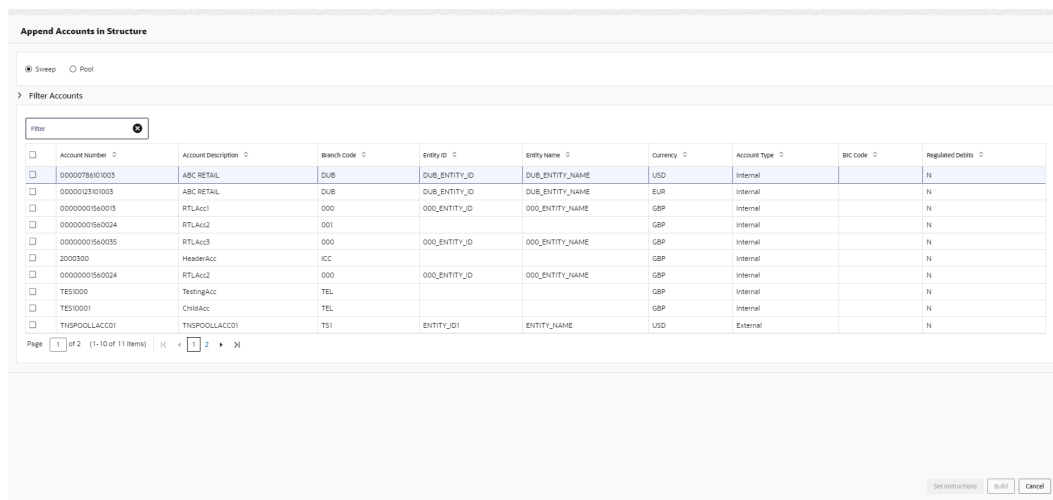 Append Accounts in Structure
Sweep Pool
Filter Accounts
Filter
Account Number Account Description Branch Code Entity ID Entity Name Currency Account Type BIC Code Regulated Debits
00000786101003 ABC RETAIL DUB DUB_ENTITY_ID DUB_ENTITY_NAME USD Internal N
00000123101003 ABC RETAIL DUB DUB_ENTITY_ID DUB_ENTITY_NAME EUR Internal N
00000001560013 RTLAcc1 000 000_ENTITY_ID 000_ENTITY_NAME GBP Internal N
00000001560024 RTLAcc2 001 GBP Internal N
00000001560035 RTLAcc3 000 000_ENTITY_ID 000_ENTITY_NAME GBP Internal N
2000300 HeaderAcc ICC GBP Internal N
00000001560024 RTLAcc2 000 000_ENTITY_ID 000_ENTITY_NAME GBP Internal N
TES1000 TestingAcc TEL GBP Internal N
TES10001 ChildAcc TEL GBP Internal N
TNSPOOLLACC01 TNSPOOLLACC01 TS1 ENTITY_ID1 ENTITY_NAME USD External N
Page 1 of 2 (1-10 of 11 items) 1 2
Set Instructions Build Cancel